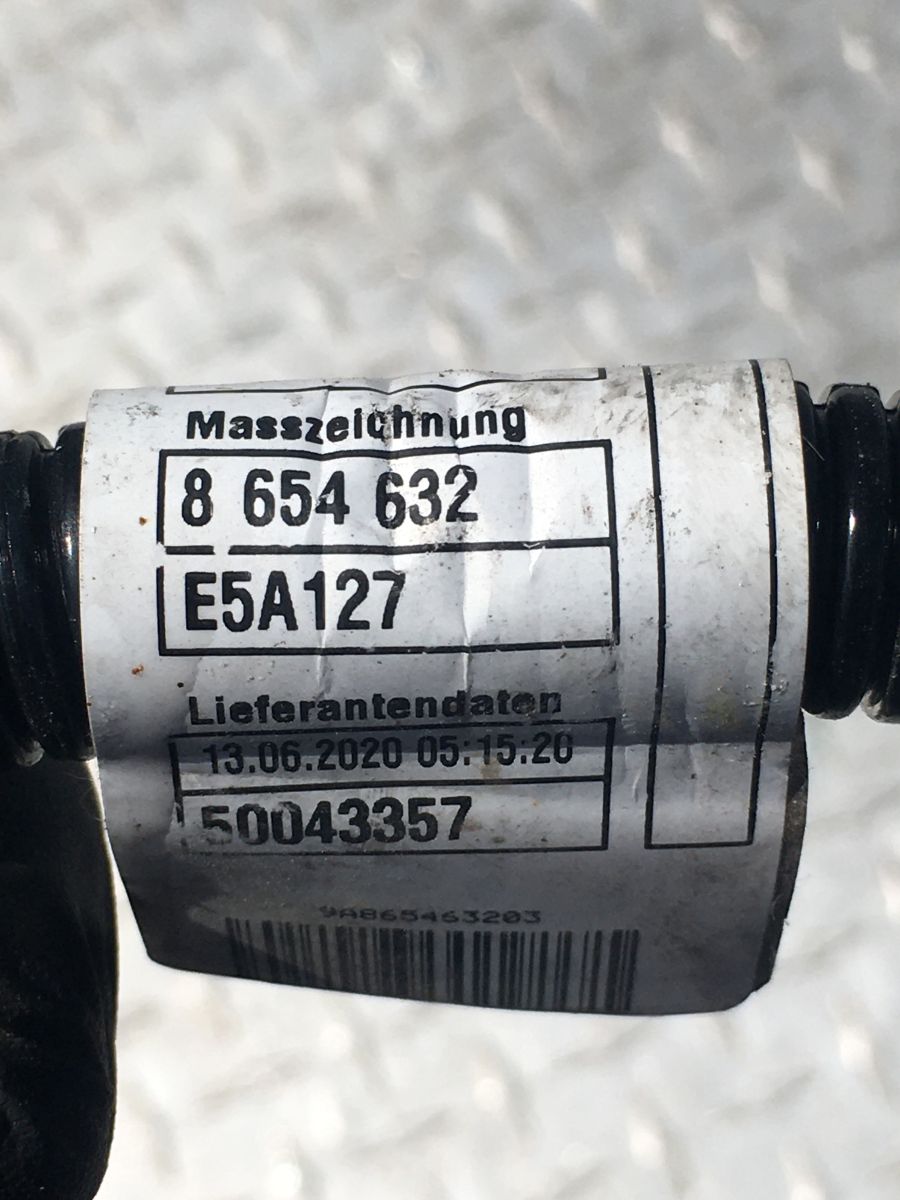 Masszeichnung
8 654 632
E5A127
Lieferantendaten
13.06.2020 05:15:20
50043357
9A865463203